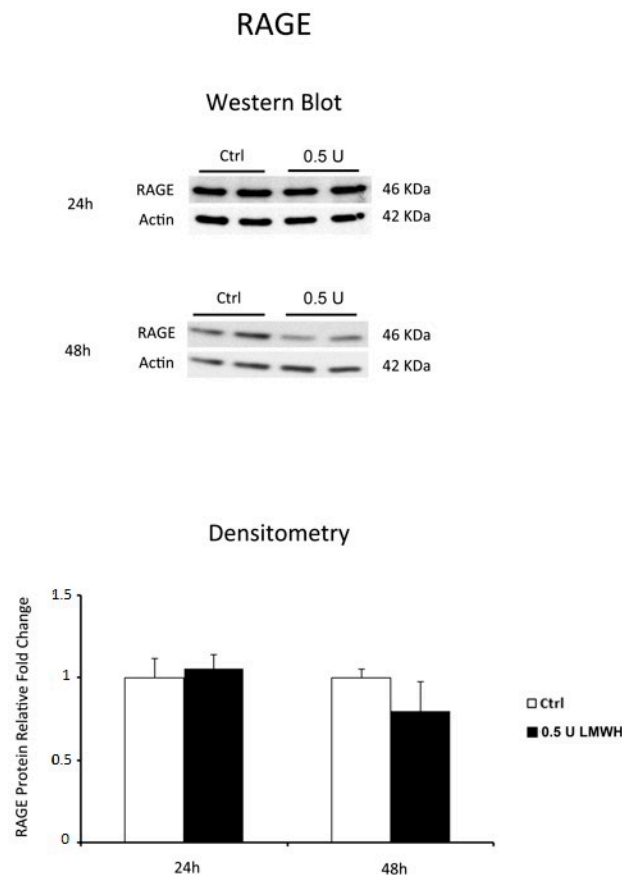 RAGE
Western Blot
Ctrl 0.5 U
24h
RAGE 46 KDa
Actin 42 KDa
Ctrl 0.5 U
48h
RAGE 46 KDa
Actin 42 KDa
Densitometry
RAGE Protein Relative Fold Change
1.5
1
0.5
0
24h 48h
Ctrl
0.5 U LMWH